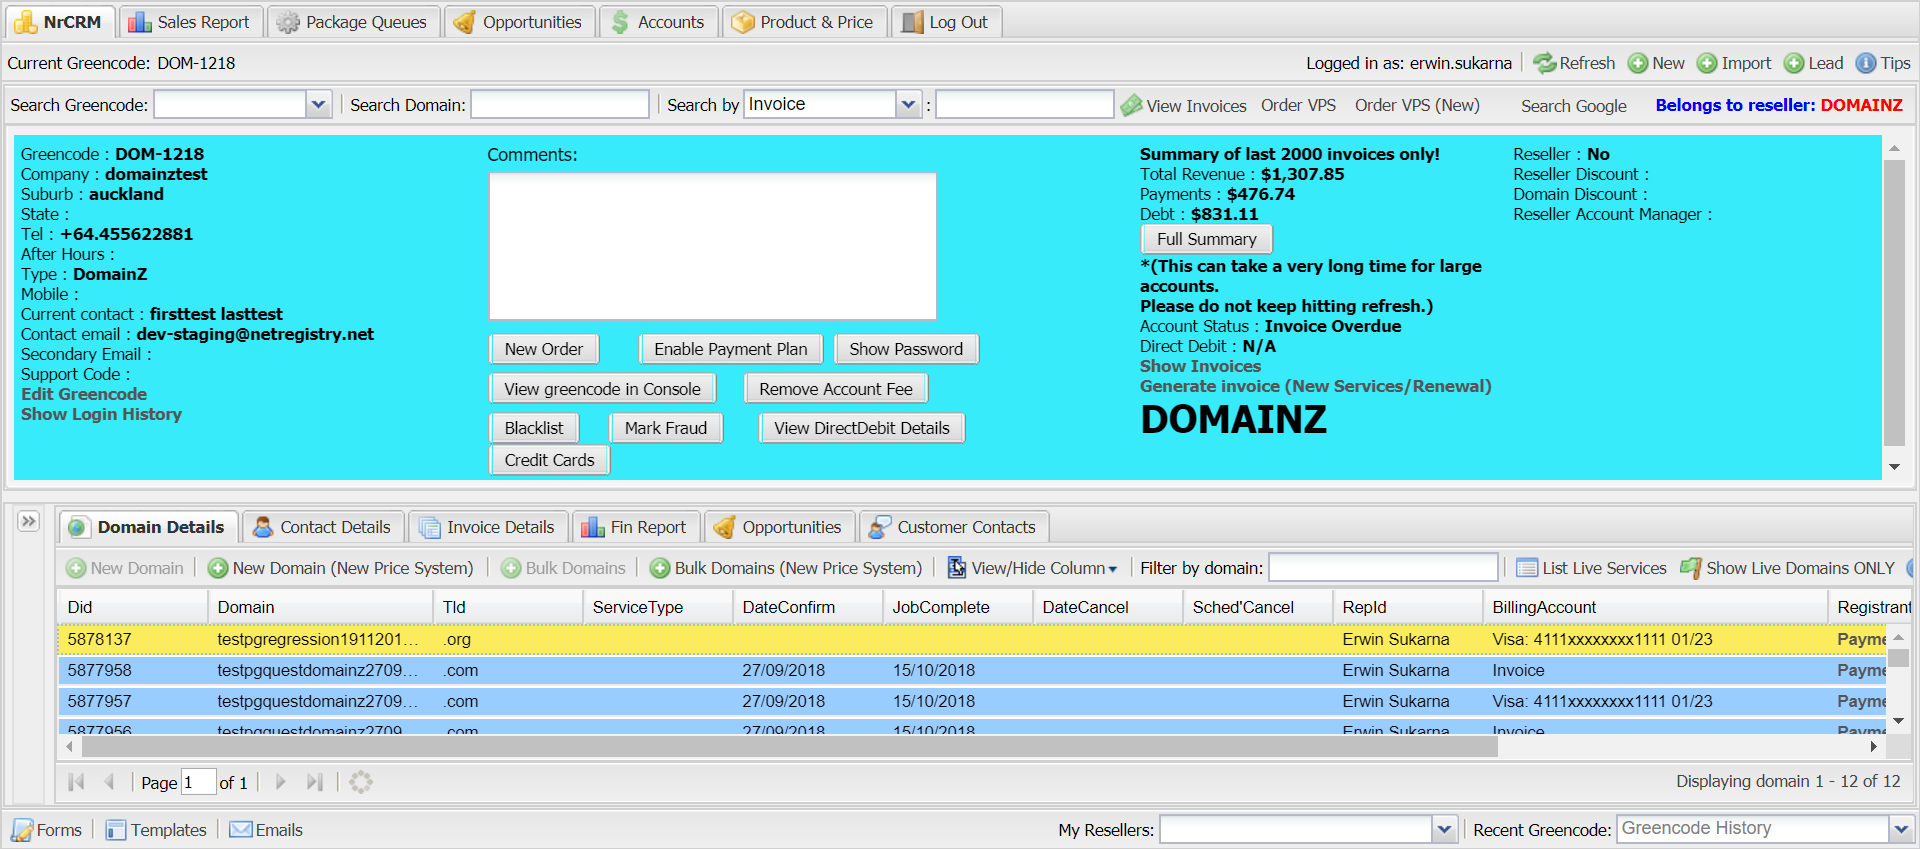 NrCRM Sales Report Package Queues Opportunities Accounts Product & Price Log Out
Current Greencode: DOM-1218 Logged in as: erwin.sukarna Refresh New Import Lead Tips
Search Greencode: Search Domain: Search by Invoice : View Invoices Order VPS Order VPS (New) Search Google Belongs to reseller: DOMAINZ
Greencode : DOM-1218
Company : domainztest
Suburb : auckland
State :
Tel : +64.455622881
After Hours :
Type : DomainZ
Mobile :
Current contact : firsttest lasttest
Contact email : dev-staging@netregistry.net
Secondary Email :
Support Code :
Edit Greencode
Show Login History
Comments:
New Order Enable Payment Plan Show Password
View greencode in Console Remove Account Fee
Blacklist Mark Fraud View DirectDebit Details
Credit Cards
Summary of last 2000 invoices only!
Total Revenue : $1,307.85
Payments : $476.74
Debt : $831.11
Full Summary
*(This can take a very long time for large
accounts.
Please do not keep hitting refresh.)
Account Status : Invoice Overdue
Direct Debit : N/A
Show Invoices
Generate invoice (New Services/Renewal)
DOMAINZ
Reseller : No
Reseller Discount :
Domain Discount :
Reseller Account Manager :
Domain Details Contact Details Invoice Details Fin Report Opportunities Customer Contacts
New Domain New Domain (New Price System) Bulk Domains Bulk Domains (New Price System) View/Hide Column Filter by domain: List Live Services Show Live Domains ONLY
Did Domain Tld ServiceType DateConfirm JobComplete DateCancel Sched'Cancel RepId BillingAccount Registrant
5878137 testpgregression1911201... .org Erwin Sukarna Visa: 4111xxxxxxxx1111 01/23 Payme
5877958 testpgquestdomainz2709... .com 27/09/2018 15/10/2018 Erwin Sukarna Invoice Payme
5877957 testpgquestdomainz2709... .com 27/09/2018 15/10/2018 Erwin Sukarna Visa: 4111xxxxxxxx1111 01/23 Payme
5877956 testpgquestdomainz2709... .com 27/09/2018 15/10/2018 Erwin Sukarna Invoice Payme
Page 1 of 1 Displaying domain 1 - 12 of 12
Forms Templates Emails My Resellers: Recent Greencode: Greencode History